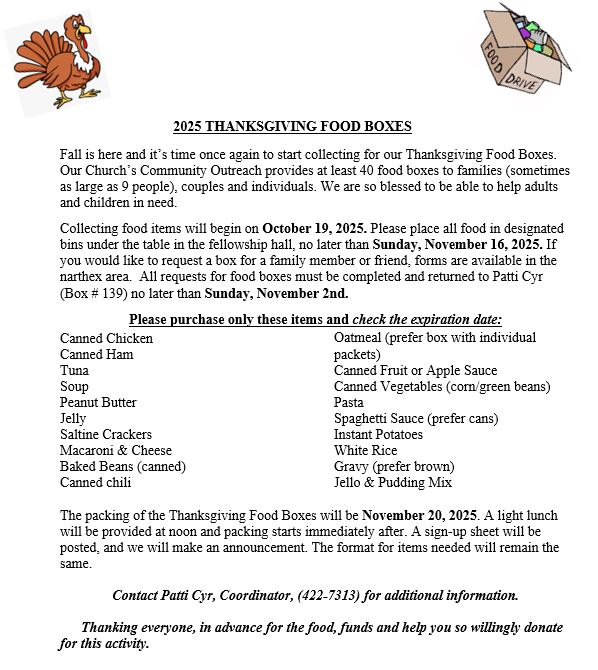 FOOD DRIVE
2025 THANKSGIVING FOOD BOXES
Fall is here and it's time once again to start collecting for our Thanksgiving Food Boxes.
Our Church's Community Outreach provides at least 40 food boxes to families (sometimes
as large as 9 people), couples and individuals. We are so blessed to be able to help adults
and children in need.
Collecting food items will begin on October 19, 2025. Please place all food in designated
bins under the table in the fellowship hall, no later than Sunday, November 16, 2025. If
you would like to request a box for a family member or friend, forms are available in the
narthex area.  All requests for food boxes must be completed and returned to Patti Cyr
(Box # 139) no later than Sunday, November 2nd.
Please purchase only these items and check the expiration date:
Canned Chicken
Canned Ham
Tuna
Soup
Peanut Butter
Jelly
Saltine Crackers
Macaroni & Cheese
Baked Beans (canned)
Canned chili
Oatmeal (prefer box with individual
packets)
Canned Fruit or Apple Sauce
Canned Vegetables (corn/green beans)
Pasta
Spaghetti Sauce (prefer cans)
Instant Potatoes
White Rice
Gravy (prefer brown)
Jello & Pudding Mix
The packing of the Thanksgiving Food Boxes will be November 20, 2025. A light lunch
will be provided at noon and packing starts immediately after. A sign-up sheet will be
posted, and we will make an announcement. The format for items needed will remain the
same.
Contact Patti Cyr, Coordinator, (422-7313) for additional information.
Thanking everyone, in advance for the food, funds and help you so willingly donate
for this activity.